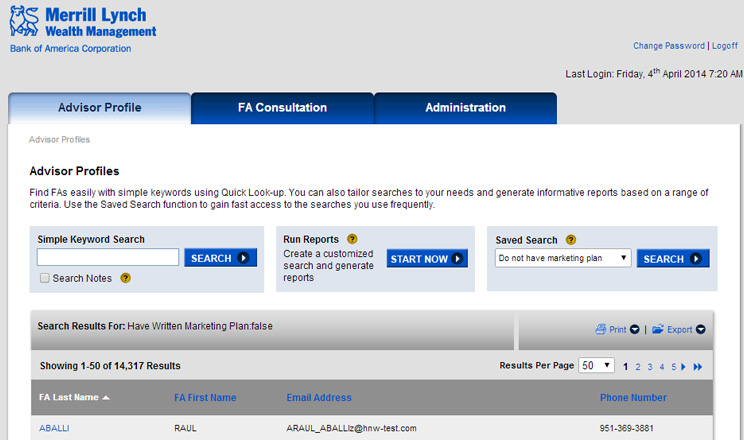 Merrill Lynch
Wealth Management
Bank of America Corporation
Change Password | Logoff
Last Login: Friday, 4th April 2014 7:20 AM
Advisor Profile
FA Consultation
Administration
Advisor Profiles
Advisor Profiles
Find FAs easily with simple keywords using Quick Look-up. You can also tailor searches to your needs and generate informative reports based on a range of
criteria. Use the Saved Search function to gain fast access to the searches you use frequently.
Simple Keyword Search
SEARCH
Search Notes ?
Run Reports ?
Create a customized
search and generate
reports
START NOW
Saved Search ?
Do not have marketing plan
SEARCH
Search Results For: Have Written Marketing Plan:false
Print | Export
Showing 1-50 of 14,317 Results
Results Per Page 50 1 2 3 4 5
FA Last Name FA First Name Email Address Phone Number
ABALLI RAUL ARAUL_ABALLIz@hnw-test.com 951-369-3881